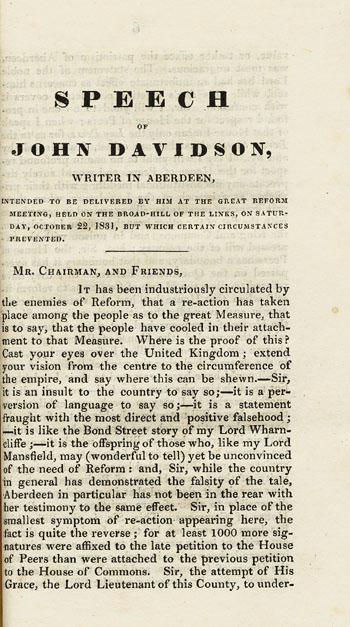 SPEECH
OF
JOHN DAVIDSON,
WRITER IN ABERDEEN,
INTENDED TO BE DELIVERED BY HIM AT THE GREAT REFORM
MEETING, HELD ON THE BROAD-HILL OF THE LINKS, ON SATUR-
DAY, OCTOBER 22, 1831, BUT WHICH CERTAIN CIRCUMSTANCES
PREVENTED.
MR. CHAIRMAN, AND FRIENDS,
IT has been industriously circulated by
the enemies of Reform, that a re-action has taken
place among the people as to the great Measure, that
is to say, that the people have cooled in their attach-
ment to that Measure. Where is the proof of this?
Cast your eyes over the United Kingdom; extend
your vision from the centre to the circumference of
the empire, and say where this can be shewn.—Sir,
it is an insult to the country to say so;—it is a per-
version of language to say so;—it is a statement
fraught with the most direct and positive falsehood;
—it is like the Bond Street story of my Lord Wharn-
cliffe;—it is the offspring of those who, like my Lord
Mansfield, may (wonderful to tell) yet be unconvinced
of the need of Reform: and, Sir, while the country
in general has demonstrated the falsity of the tale,
Aberdeen in particular has not been in the rear with
her testimony to the same effect. Sir, in place of the
smallest symptom of re-action appearing here, the
fact is quite the reverse; for at least 1000 more sig-
natures were affixed to the late petition to the House
of Peers than were attached to the previous petition
to the House of Commons. Sir, the attempt of His
Grace, the Lord Lieutenant of this County, to under-